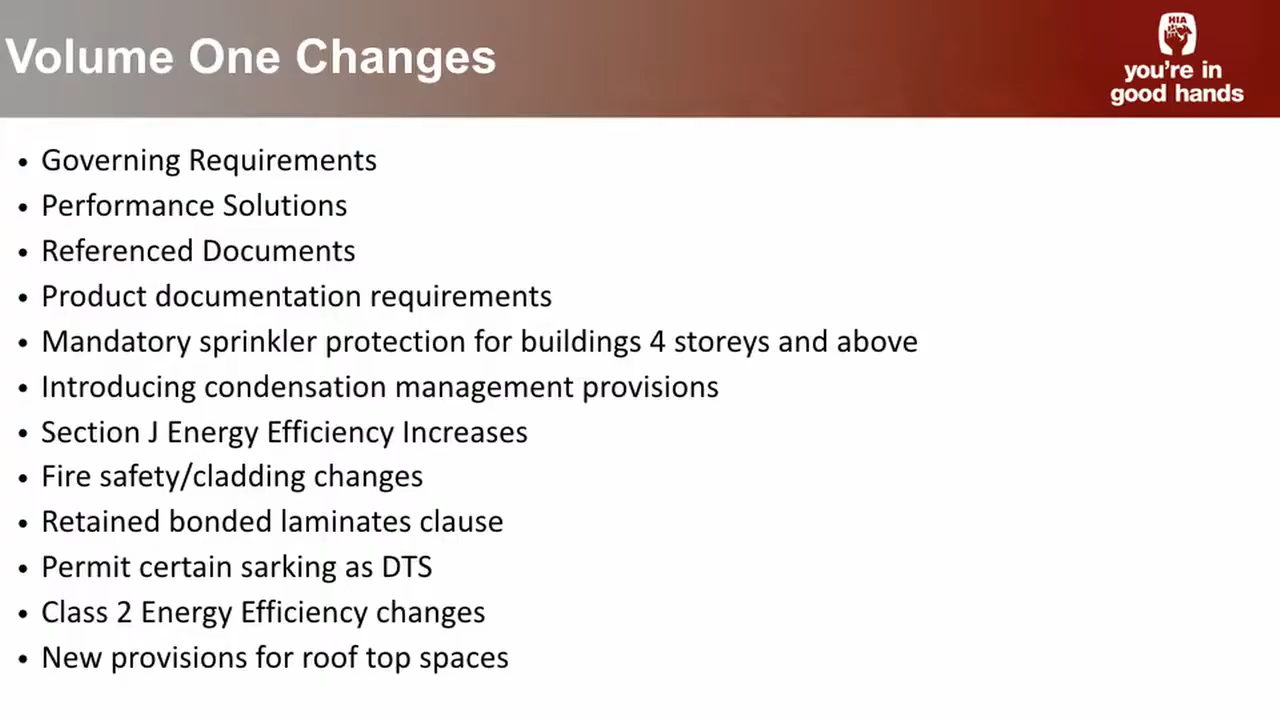 Volume One Changes
HIA
you're in
good hands
• Governing Requirements
• Performance Solutions
• Referenced Documents
• Product documentation requirements
• Mandatory sprinkler protection for buildings 4 storeys and above
• Introducing condensation management provisions
• Section J Energy Efficiency Increases
• Fire safety/cladding changes
• Retained bonded laminates clause
• Permit certain sarking as DTS
• Class 2 Energy Efficiency changes
• New provisions for roof top spaces